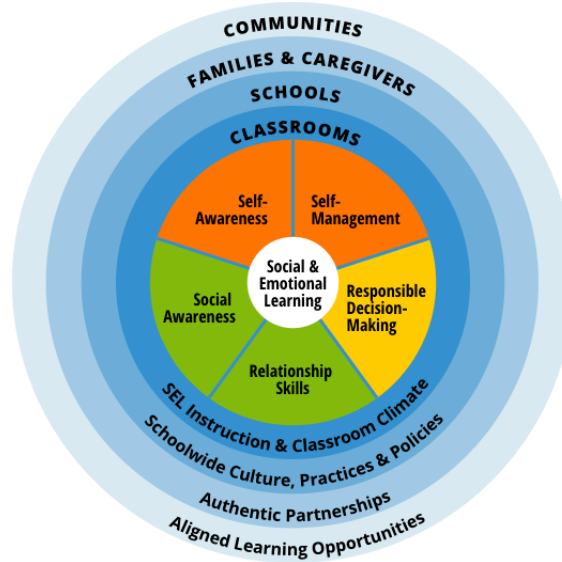 COMMUNITIES
FAMILIES & CAREGIVERS
SCHOOLS
CLASSROOMS
Self-
Awareness
Self-
Management
Social &
Emotional
Learning
Social
Awareness
Responsible
Decision-
Making
Relationship
Skills
SEL Instruction & Classroom Climate
Schoolwide Culture, Practices & Policies
Authentic Partnerships
Aligned Learning Opportunities